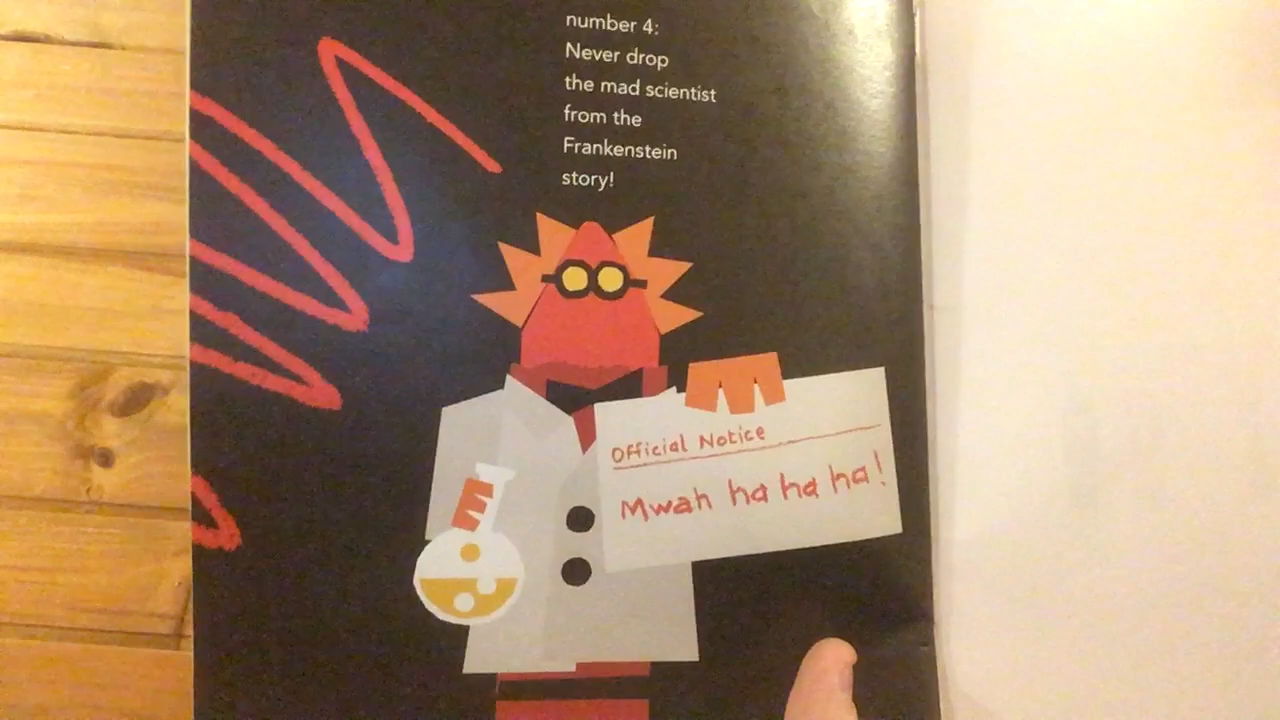 number 4:
Never drop
the mad scientist
from the
Frankenstein
story!
Official Notice
Mwah ha ha ha!